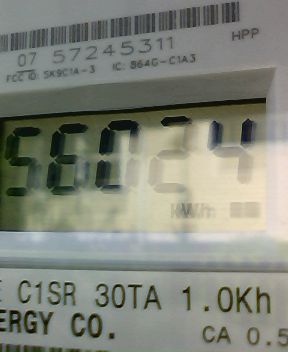 07 57245311 HPP
FCC ID: SK9C1A-3 IC: 864G-C1A3
56024
kWh
C1SR 30TA 1.0Kh
ERGY CO.
CA 0.5